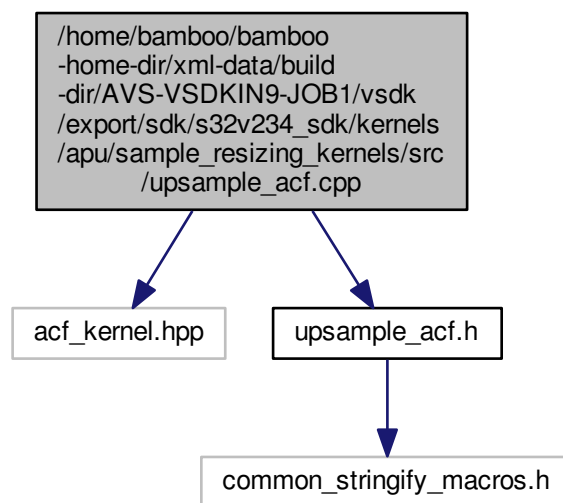 /home/bamboo/bamboo
-home-dir/xml-data/build
-dir/AVS-VSDKIN9-JOB1/vsdk
/export/sdk/s32v234_sdk/kernels
/apu/sample_resizing_kernels/src
/upsample_acf.cpp
acf_kernel.hpp
upsample_acf.h
common_stringify_macros.h